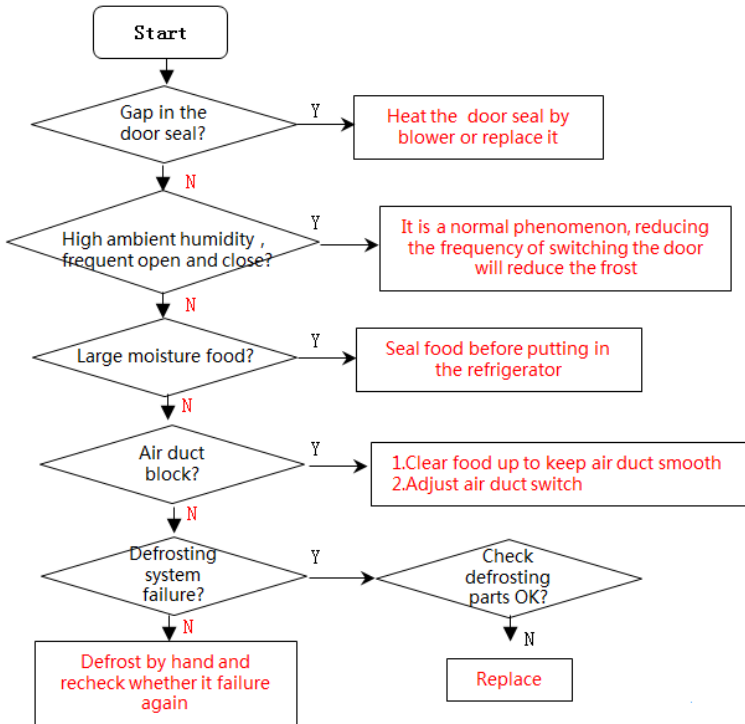 Start
Gap in the
door seal?
Y
Heat the door seal by
blower or replace it
N
High ambient humidity ,
frequent open and close?
Y
It is a normal phenomenon, reducing
the frequency of switching the door
will reduce the frost
N
Large moisture food?
Y
Seal food before putting in
the refrigerator
N
Air duct
block?
Y
1.Clear food up to keep air duct smooth
2.Adjust air duct switch
N
Defrosting
system
failure?
Y
Check
defrosting
parts OK?
N
Defrost by hand and
recheck whether it failure
again
N
Replace